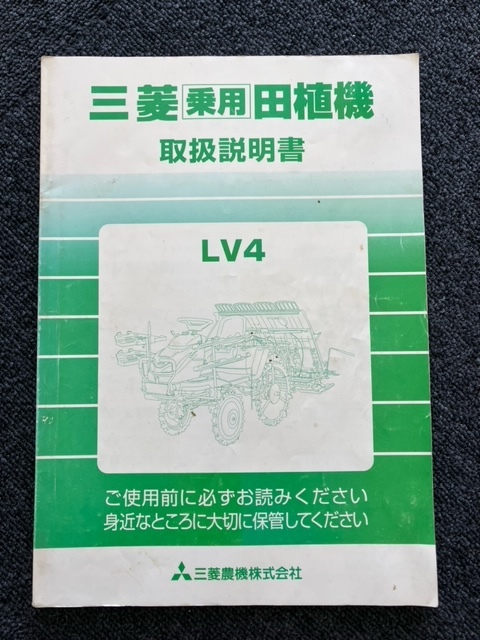 三菱乗用田植機
取扱説明書
LV4
ご使用前に必ずお読みください
身近なところに大切に保管してください
三菱農機株式会社